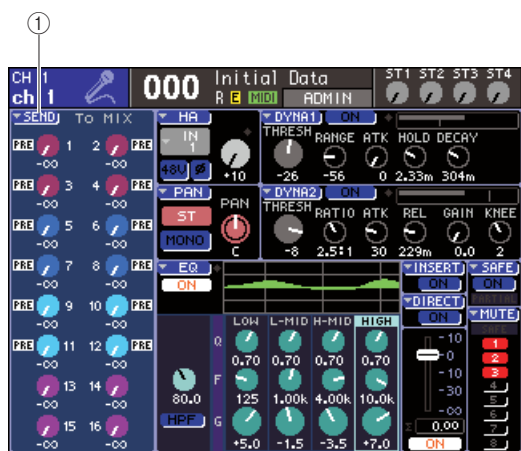 ①
CH 1
ch 1
000 Initial Data
R E MIDI ADMIN
ST1 ST2 ST3 ST4
SEND To MIX
PRE 1 2 PRE
-∞ -∞
PRE 3 4 PRE
-∞ -∞
PRE 5 6 PRE
-∞ -∞
PRE 7 8 PRE
-∞ -∞
PRE 9 10 PRE
-∞ -∞
PRE 11 12 PRE
-∞ -∞
13 14
-∞ -∞
15 16
-∞ -∞
HA
IN
1
48V Ø
+10
PAN
ST PAN
MONO C
DYNA1 ON
THRESH RANGE ATK HOLD DECAY
-26 -56 0 2.33m 304m
DYNA2 ON
THRESH RATIO ATK REL GAIN KNEE
-8 2.5:1 30 229m 0.0 2
EQ
ON
LOW L-MID H-MID HIGH
Q 0.70 0.70 0.70 0.70
80.0 F 125 1.00k 4.00k 10.0k
HPF G +5.0 -1.5 -3.5 +7.0
INSERT
ON
DIRECT
ON
10
0
-10
-30
-∞
Σ 0.00
ON
SAFE
ON
PARTIAL
MUTE
SAFE
1
2
3
4
5
6
7
8